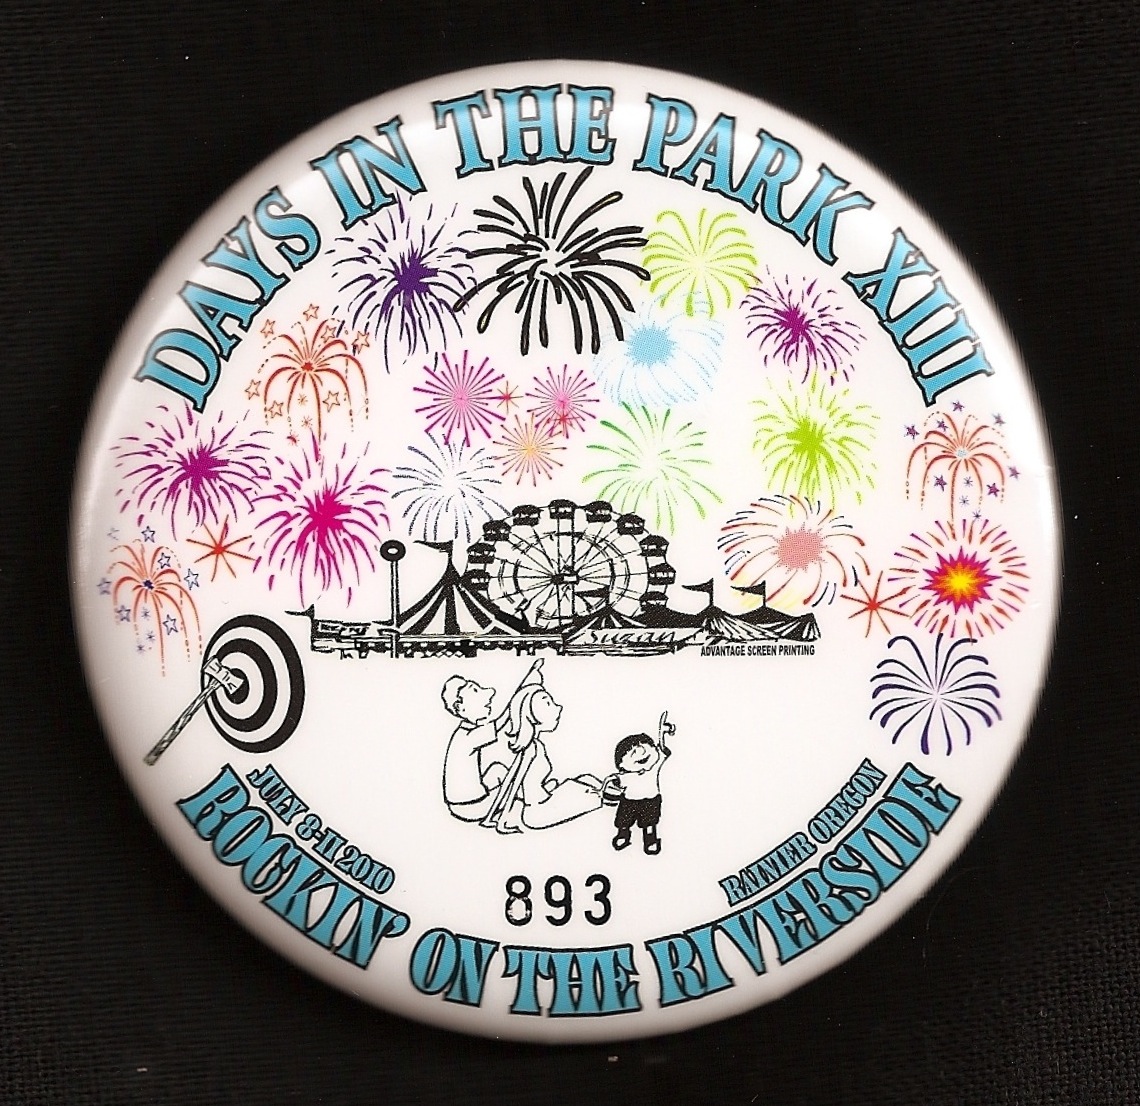 DAYS IN THE PARK XIII
Suzan
ADVANTAGE SCREEN PRINTING
JULY 8-11 2010
RAINIER OREGON
893
ROCKIN' ON THE RIVERSIDE